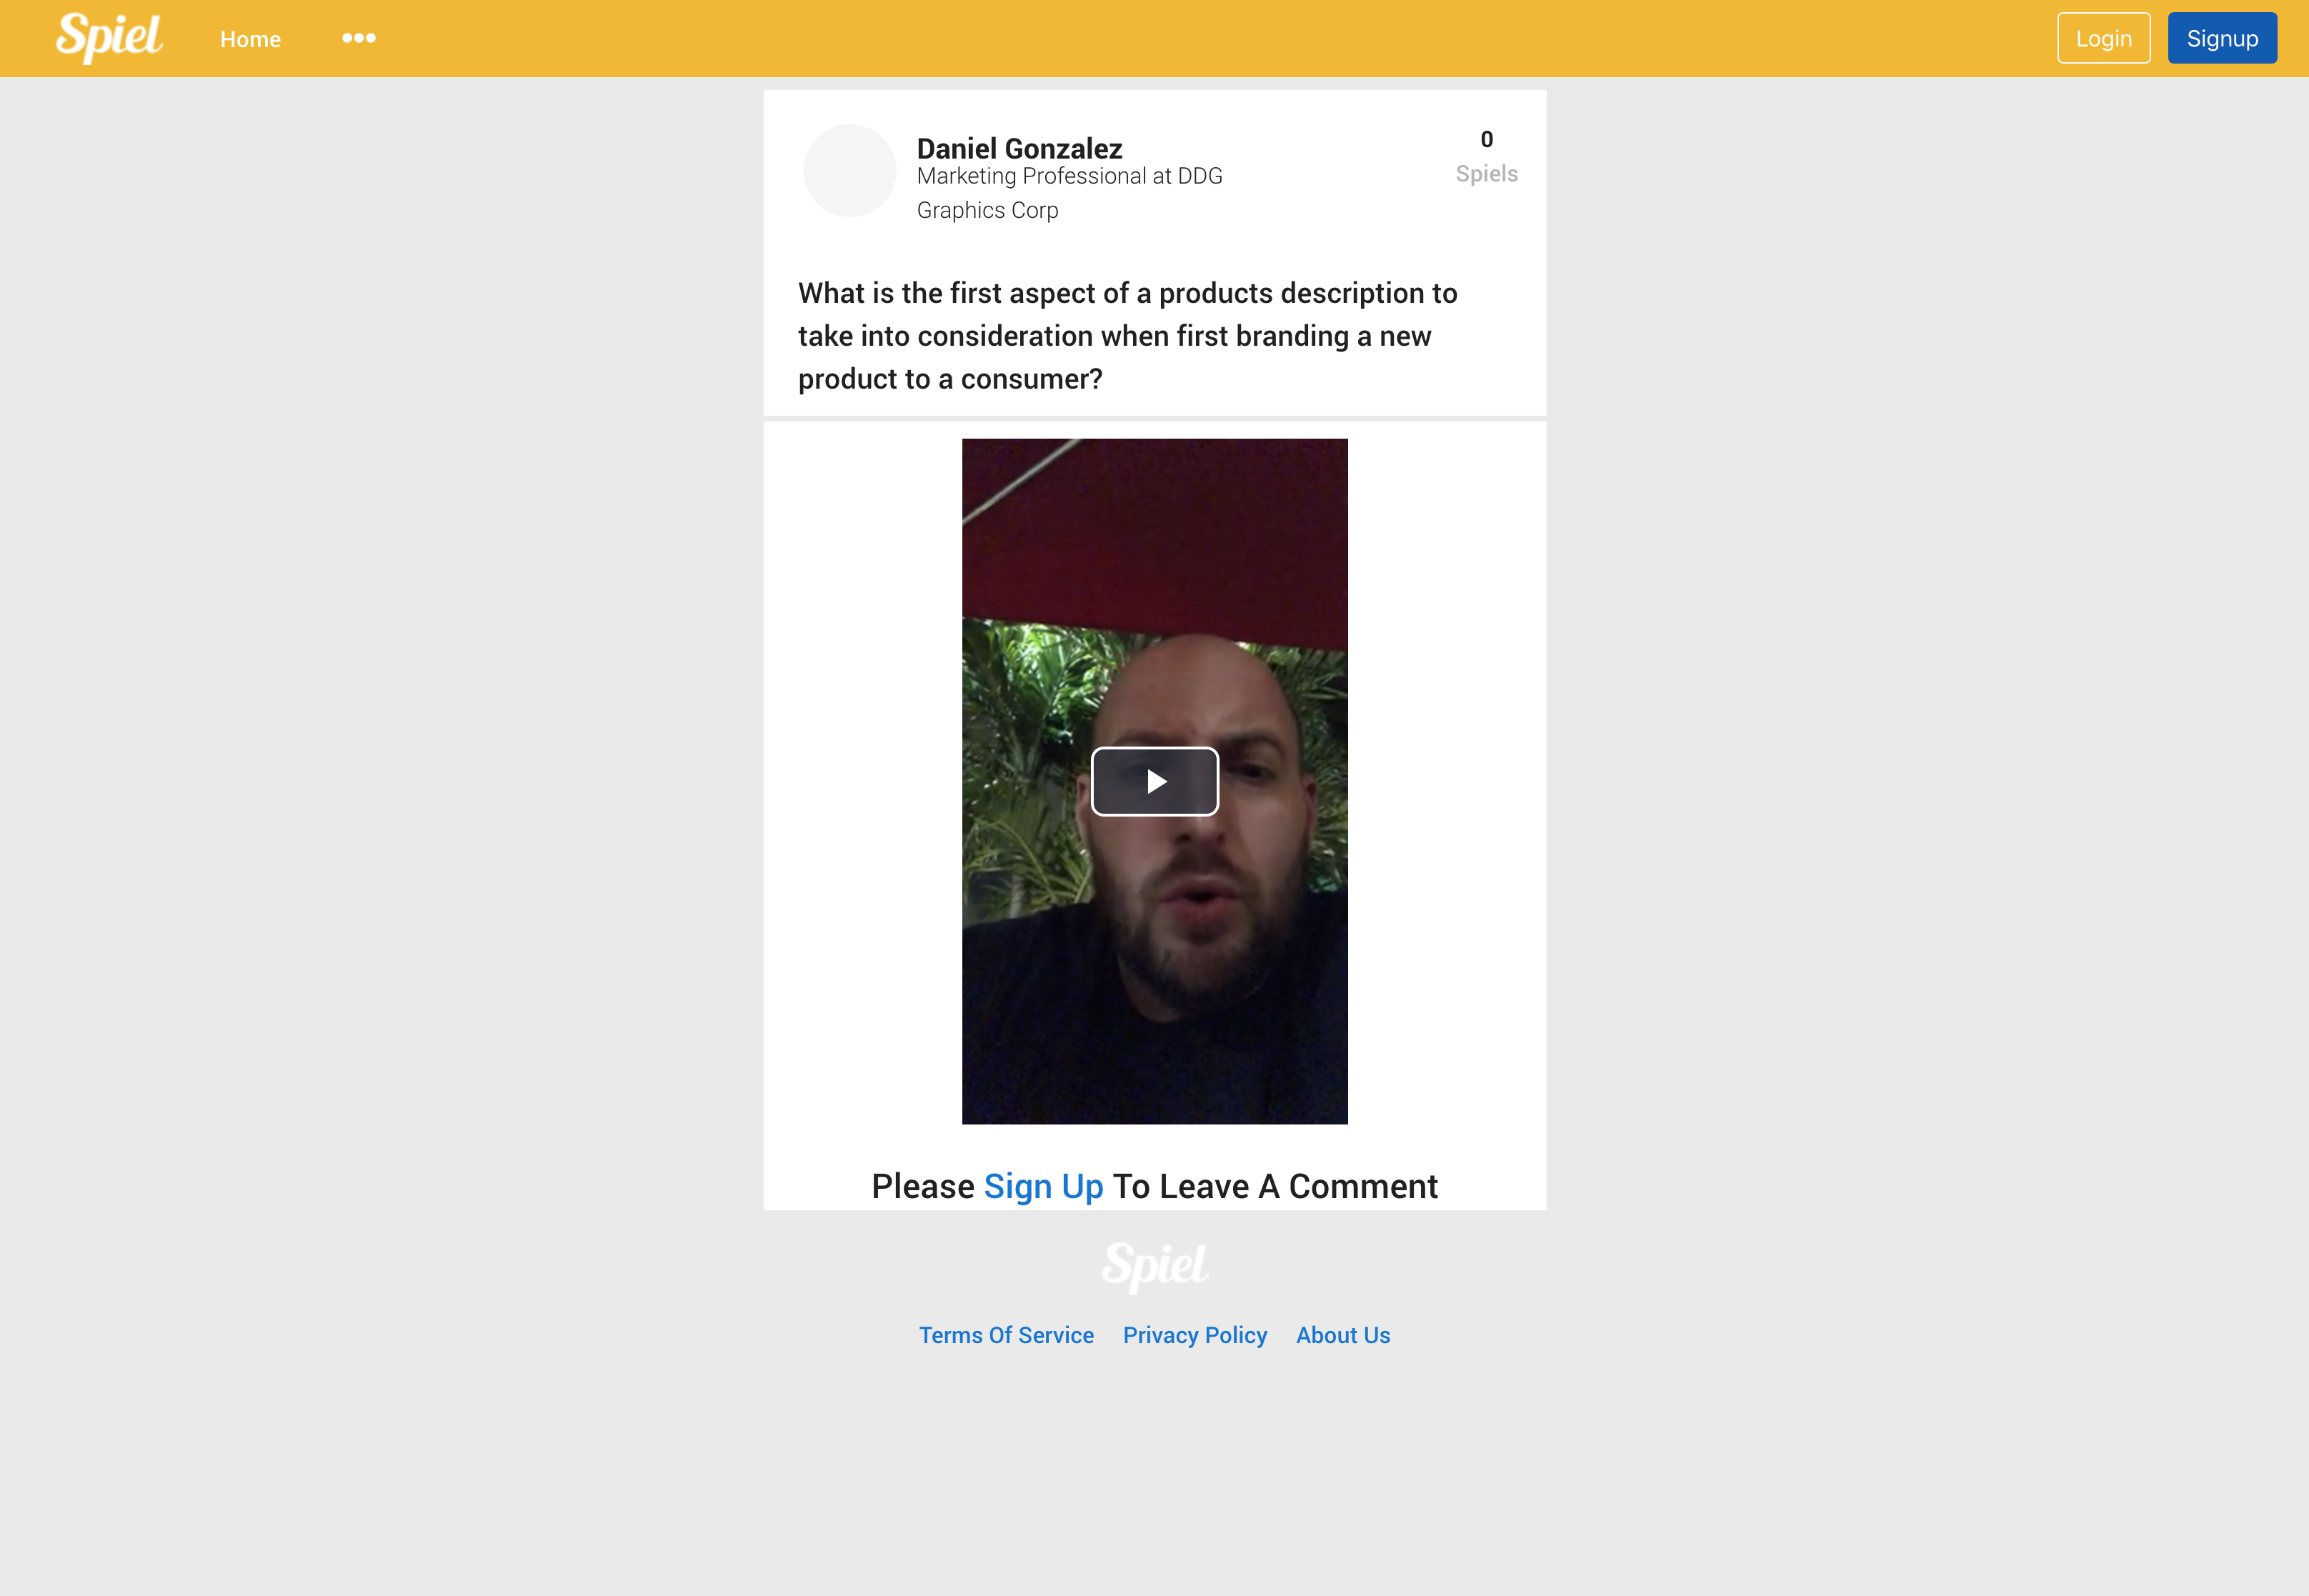 Spiel Home Login Signup
Daniel Gonzalez
Marketing Professional at DDG
Graphics Corp
0
Spiels
What is the first aspect of a products description to
take into consideration when first branding a new
product to a consumer?
Please Sign Up To Leave A Comment
Spiel
Terms Of Service Privacy Policy About Us